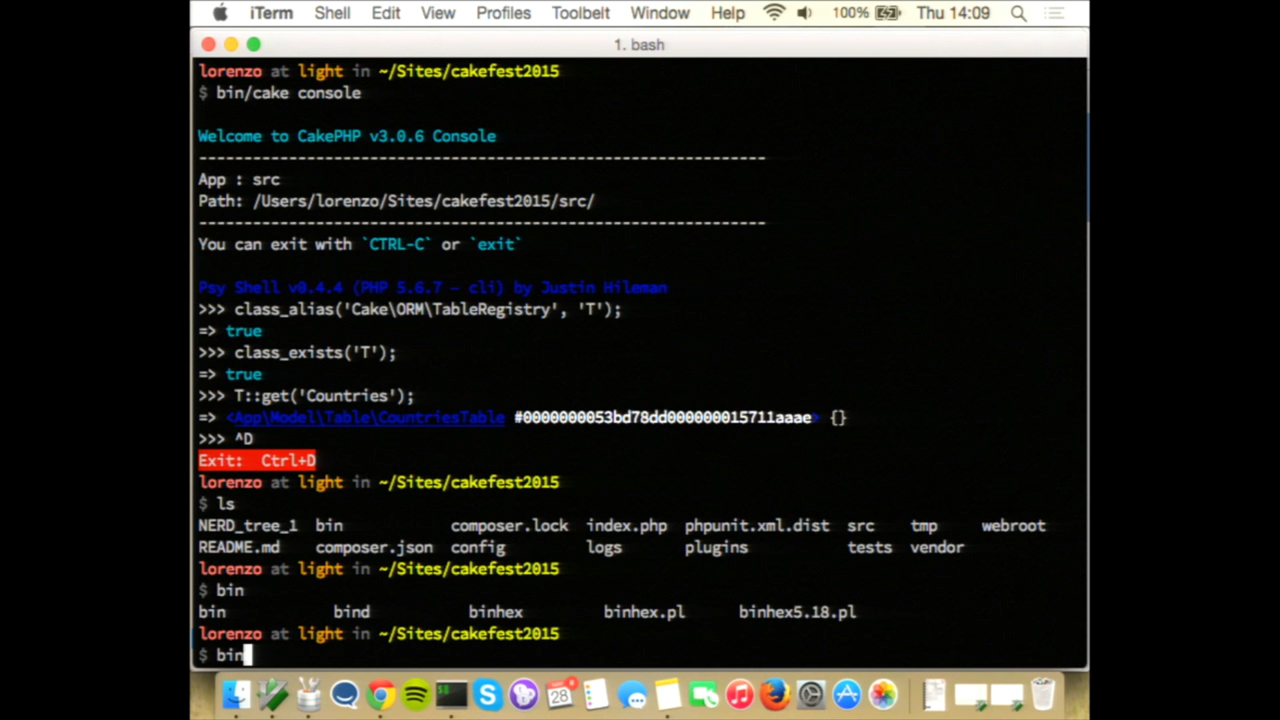 iTerm Shell Edit View Profiles Toolbelt Window Help 100% Thu 14:09
1. bash
lorenzo at light in ~/Sites/cakefest2015
$ bin/cake console
Welcome to CakePHP v3.0.6 Console
---------------------------------------------------------------
App : src
Path: /Users/lorenzo/Sites/cakefest2015/src/
---------------------------------------------------------------
You can exit with `CTRL-C` or `exit`
Psy Shell v0.4.4 (PHP 5.6.7 — cli) by Justin Hileman
>>> class_alias('Cake\ORM\TableRegistry', 'T');
=> true
>>> class_exists('T');
=> true
>>> T::get('Countries');
=> <App\Model\Table\CountriesTable #0000000053bd78dd000000015711aaae> {}
>>> ^D
Exit:  Ctrl+D
lorenzo at light in ~/Sites/cakefest2015
$ ls
NERD_tree_1 bin composer.lock index.php phpunit.xml.dist src tmp webroot
README.md composer.json config logs plugins tests vendor
lorenzo at light in ~/Sites/cakefest2015
$ bin
bin bind binhex binhex.pl binhex5.18.pl
lorenzo at light in ~/Sites/cakefest2015
$ bin
28